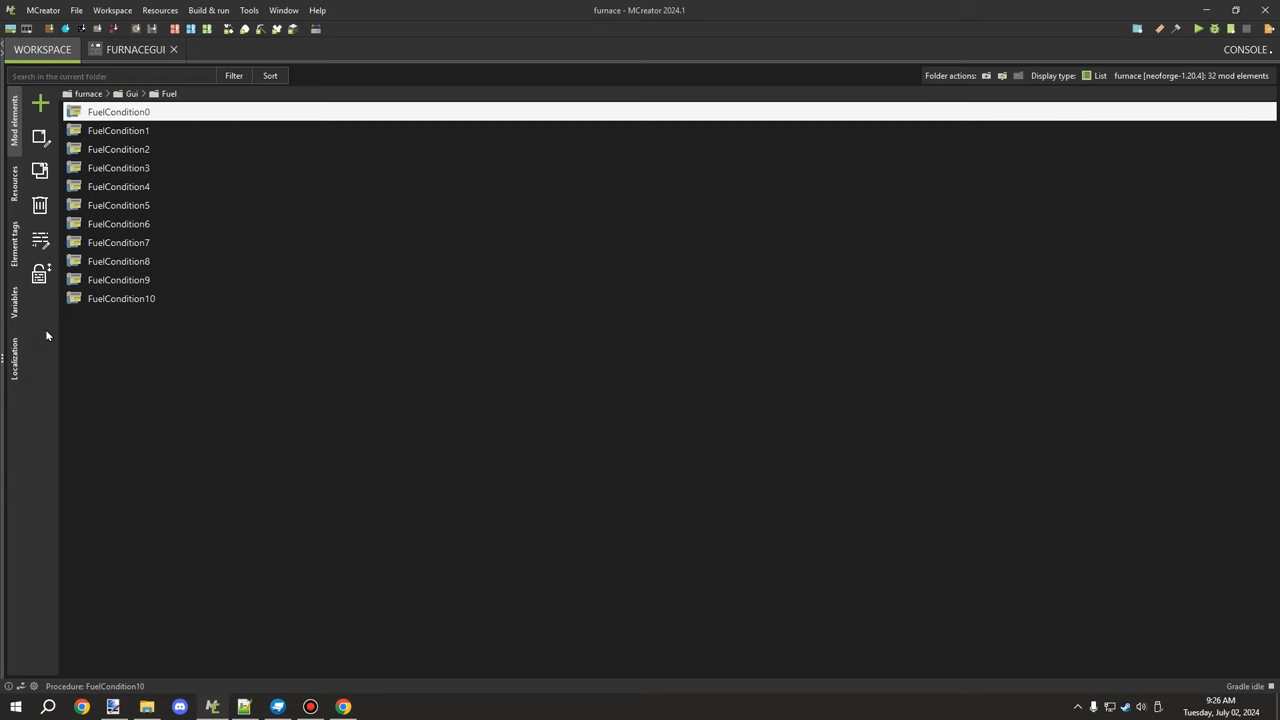 MCreator File Workspace Resources Build & run Tools Window Help furnace - MCreator 2024.1
WORKSPACE FURNACEGUI CONSOLE
Search in the current folder Filter Sort Folder actions: Display type: List furnace [neoforge-1.20.4]: 32 mod elements
furnace Gui Fuel
Mod elements
Resources
Element tags
Variables
Localization
FuelCondition0
FuelCondition1
FuelCondition2
FuelCondition3
FuelCondition4
FuelCondition5
FuelCondition6
FuelCondition7
FuelCondition8
FuelCondition9
FuelCondition10
Procedure: FuelCondition10 Gradle idle
9:26 AM
Tuesday, July 02, 2024